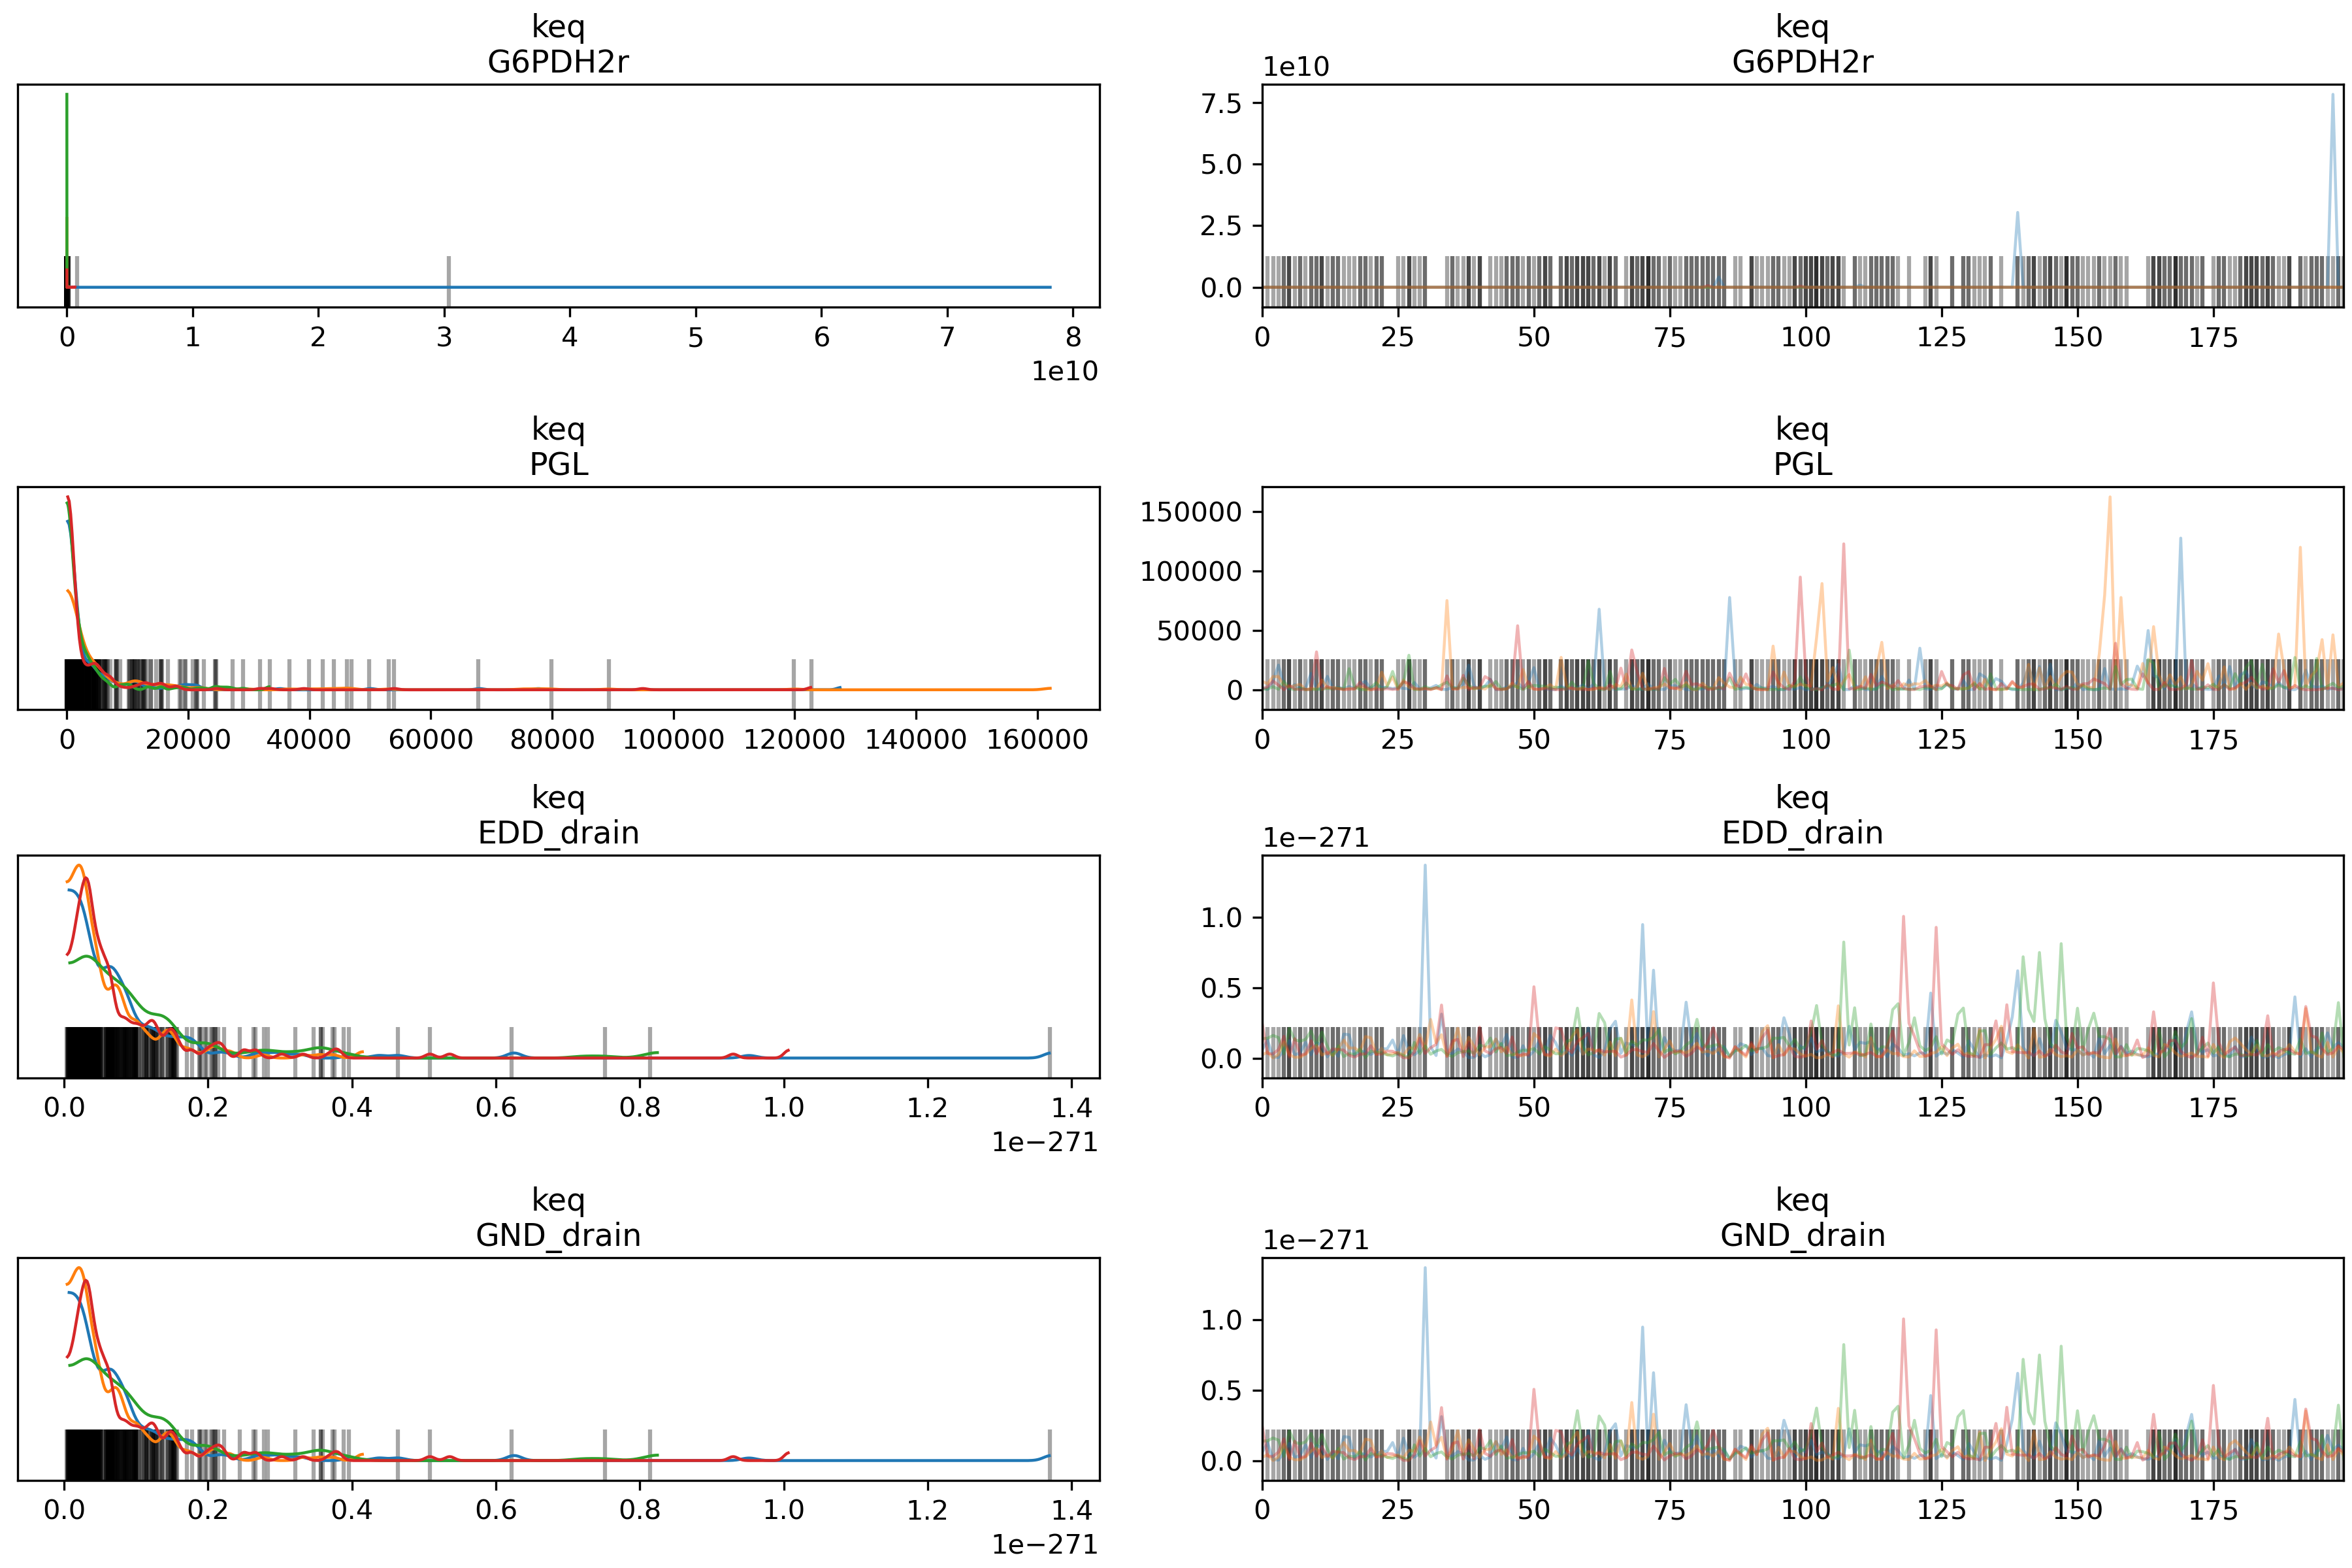 keq
G6PDH2r
0 1 2 3 4 5 6 7 8
1e10
keq
G6PDH2r
1e10
7.5
5.0
2.5
0.0
0 25 50 75 100 125 150 175
keq
PGL
0 20000 40000 60000 80000 100000 120000 140000 160000
keq
PGL
150000
100000
50000
0
0 25 50 75 100 125 150 175
keq
EDD_drain
0.0 0.2 0.4 0.6 0.8 1.0 1.2 1.4
1e−271
keq
EDD_drain
1e−271
1.0
0.5
0.0
0 25 50 75 100 125 150 175
keq
GND_drain
0.0 0.2 0.4 0.6 0.8 1.0 1.2 1.4
1e−271
keq
GND_drain
1e−271
1.0
0.5
0.0
0 25 50 75 100 125 150 175